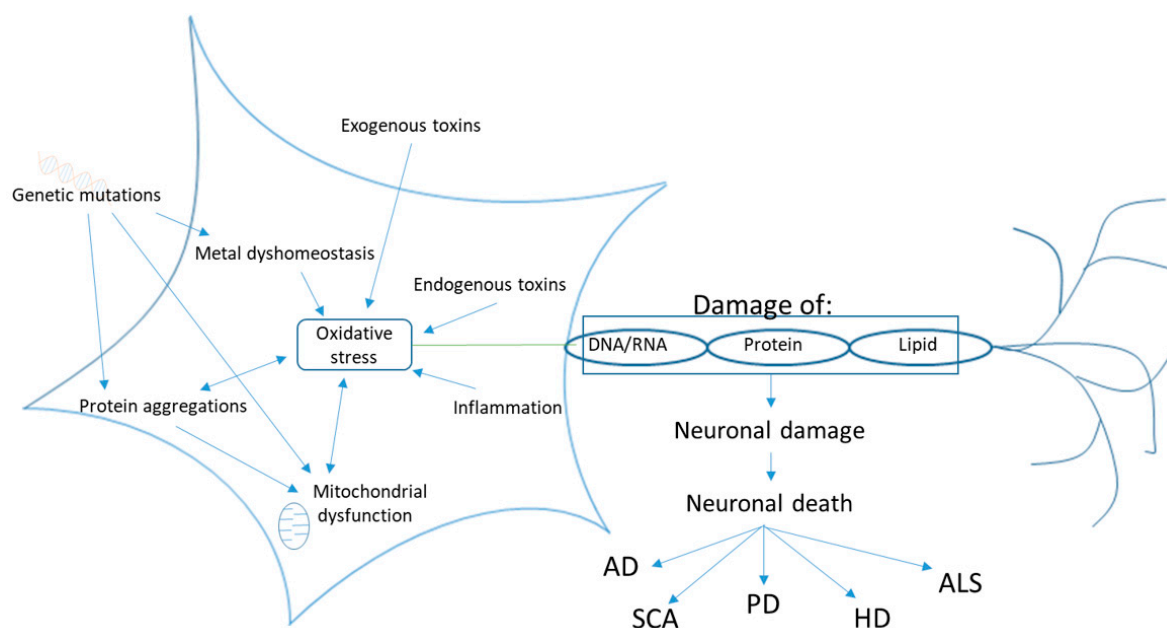 Exogenous toxins
Genetic mutations
Metal dyshomeostasis
Endogenous toxins
Oxidative
stress
Inflammation
Protein aggregations
Mitochondrial
dysfunction
Damage of:
DNA/RNA
Protein
Lipid
Neuronal damage
Neuronal death
AD
SCA
PD
HD
ALS